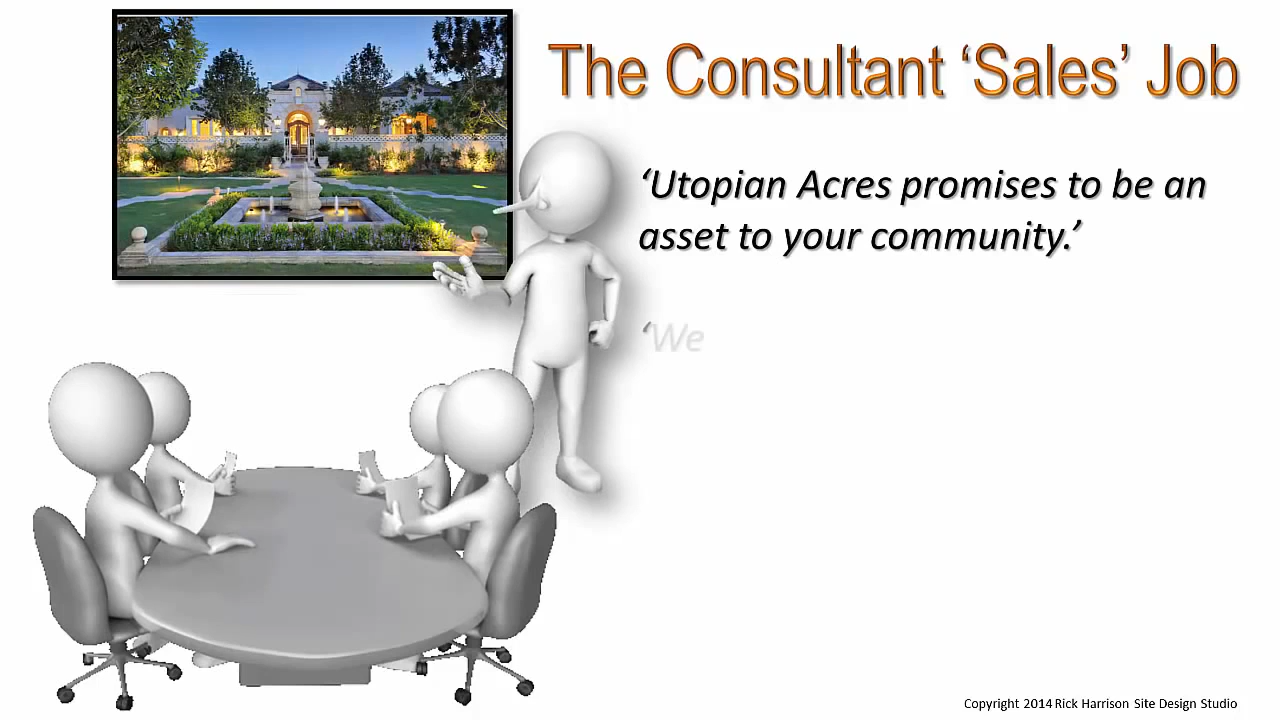 The Consultant ‘Sales’ Job
‘Utopian Acres promises to be an
asset to your community.’
‘We
Copyright 2014 Rick Harrison Site Design Studio